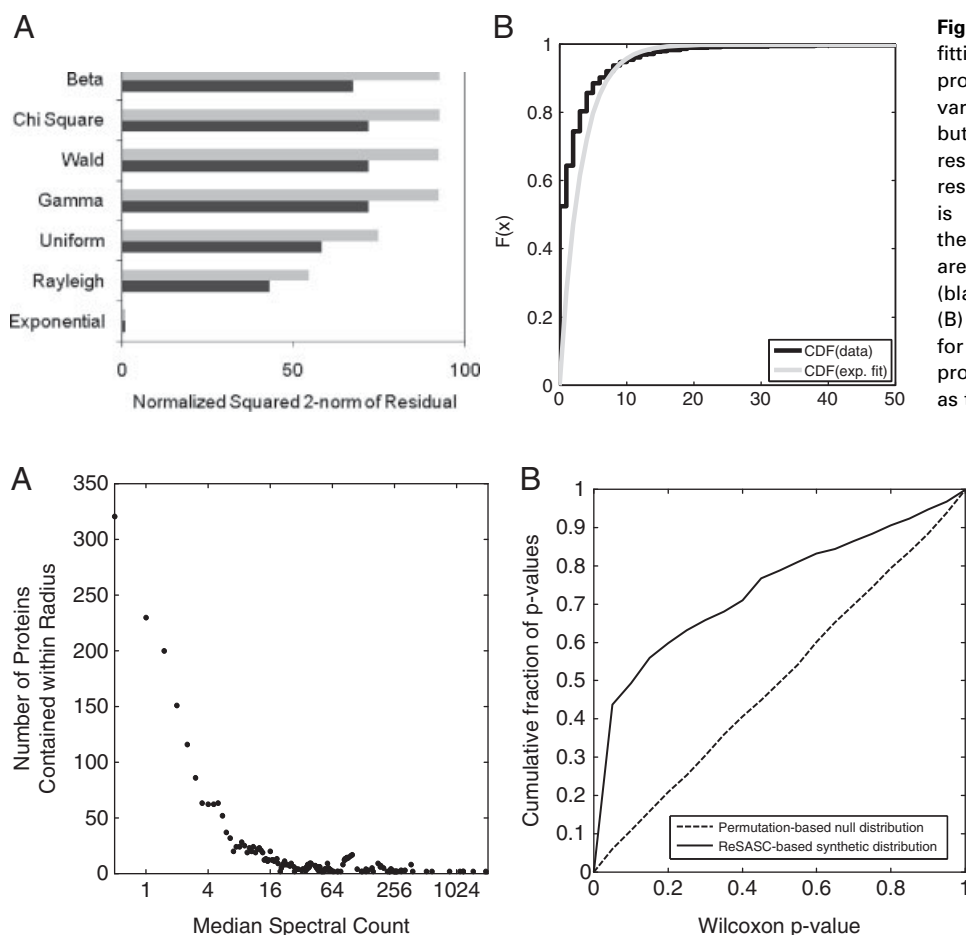 A
Beta
Chi Square
Wald
Gamma
Uniform
Rayleigh
Exponential
0
50
100
Normalized Squared 2-norm of Residual
B
1
0.8
0.6
0.4
0.2
0
F(x)
0
10
20
30
40
50
CDF(data)
CDF(exp. fit)
Fig
fitti
pro
var
but
res
res
is
the
are
(bla
(B)
for
pro
as
A
350
300
250
200
150
100
50
0
Number of Proteins
Contained within Radius
1
4
16
64
256
1024
Median Spectral Count
B
1
0.9
0.8
0.7
0.6
0.5
0.4
0.3
0.2
0.1
0
Cumulative fraction of p-values
0
0.2
0.4
0.6
0.8
1
Permutation-based null distribution
ReSASC-based synthetic distribution
Wilcoxon p-value